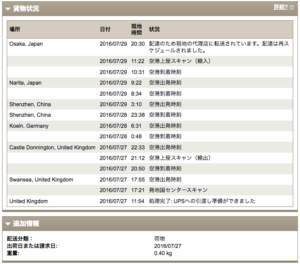 貨物状況
詳細?
場所 日付 現地時間 状況
Osaka, Japan 2016/07/29 20:30 配達のため現地の代理店に転送されています。配達は再スケジュールされました。
2016/07/29 11:22 空港上屋スキャン（輸入）
2016/07/29 10:31 空港到着時刻
Narita, Japan 2016/07/29 9:22 空港出発時刻
2016/07/29 8:34 空港到着時刻
Shenzhen, China 2016/07/29 3:10 空港出発時刻
Shenzhen, China 2016/07/28 23:38 空港到着時刻
Koeln, Germany 2016/07/28 6:31 空港出発時刻
2016/07/28 0:48 空港到着時刻
Castle Donnington, United Kingdom 2016/07/27 22:33 空港出発時刻
2016/07/27 21:12 空港上屋スキャン（輸出）
2016/07/27 20:50 空港到着時刻
Swansea, United Kingdom 2016/07/27 17:55 空港出発時刻
2016/07/27 17:21 発地国センタースキャン
United Kingdom 2016/07/27 11:54 処理完了: UPSへの引渡し準備ができました
追加情報
配送分類： 荷物
出荷日または請求日: 2016/07/27
重量: 0.40 kg